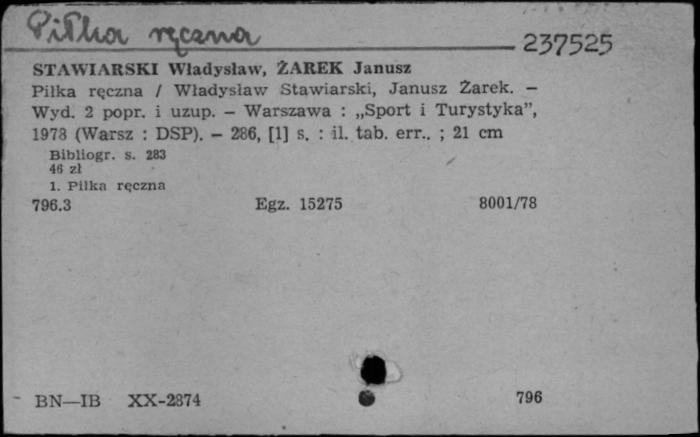 Piłka ręczna
237525
STAWIARSKI Władysław, ŻAREK Janusz
Piłka ręczna / Władysław Stawiarski, Janusz Żarek. –
Wyd. 2 popr. i uzup. – Warszawa : „Sport i Turystyka”,
1978 (Warsz : DSP). – 286, [1] s. : il. tab. err.. ; 21 cm
Bibliogr. s. 283
46 zł
1. Piłka ręczna
796.3 Egz. 15275 8001/78
BN—IB XX-2874 796